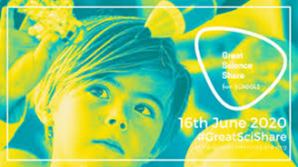 Great
Science
Share
for SCHOOLS
16th June 2020
#GreatSciShare